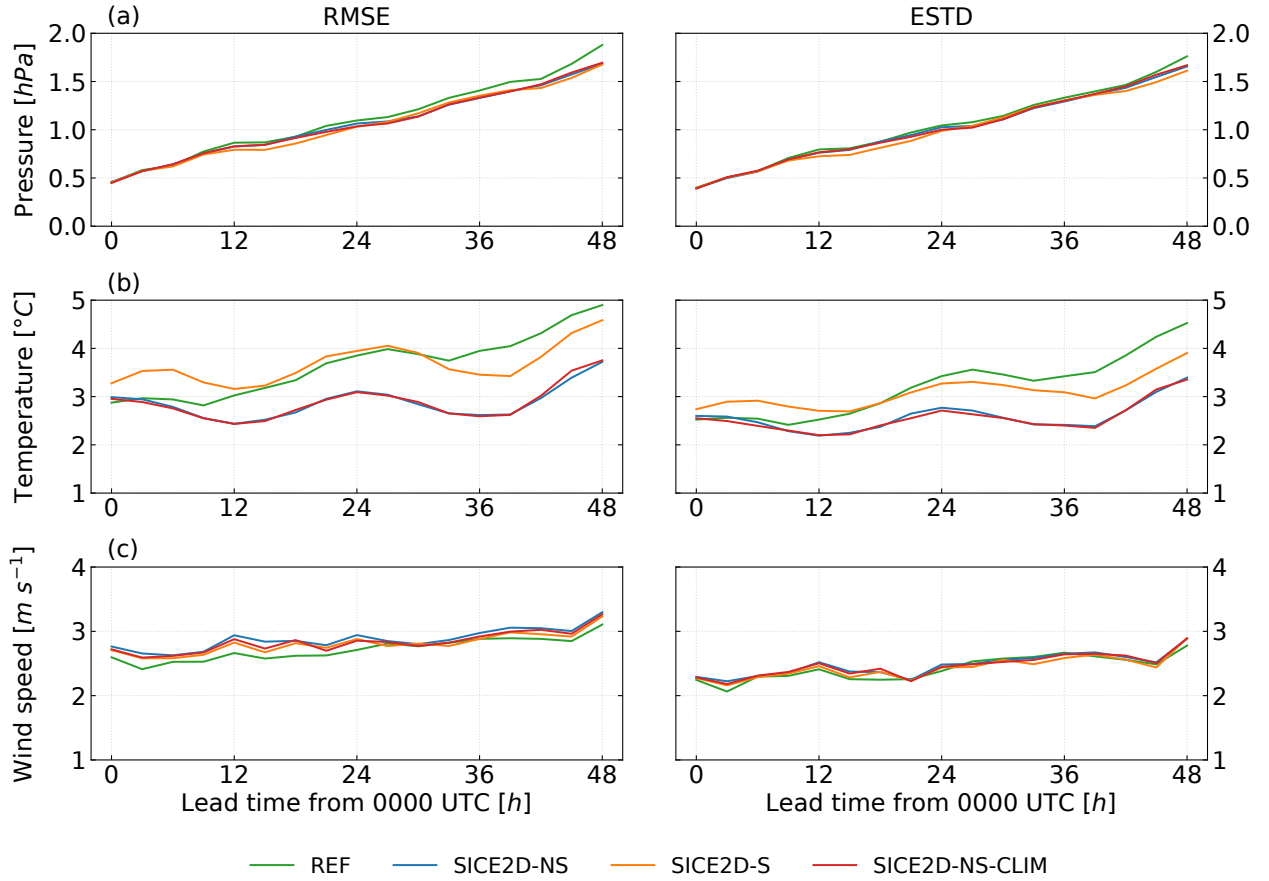 (a) RMSE ESTD
Pressure [hPa]
2.0
1.5
1.0
0.5
0.0
0 12 24 36 48
0 12 24 36 48
2.0
1.5
1.0
0.5
0.0
(b)
Temperature [°C]
5
4
3
2
1
0 12 24 36 48
0 12 24 36 48
5
4
3
2
1
(c)
Wind speed [m s⁻¹]
4
3
2
1
0 12 24 36 48
0 12 24 36 48
4
3
2
1
Lead time from 0000 UTC [h] Lead time from 0000 UTC [h]
REF SICE2D-NS SICE2D-S SICE2D-NS-CLIM